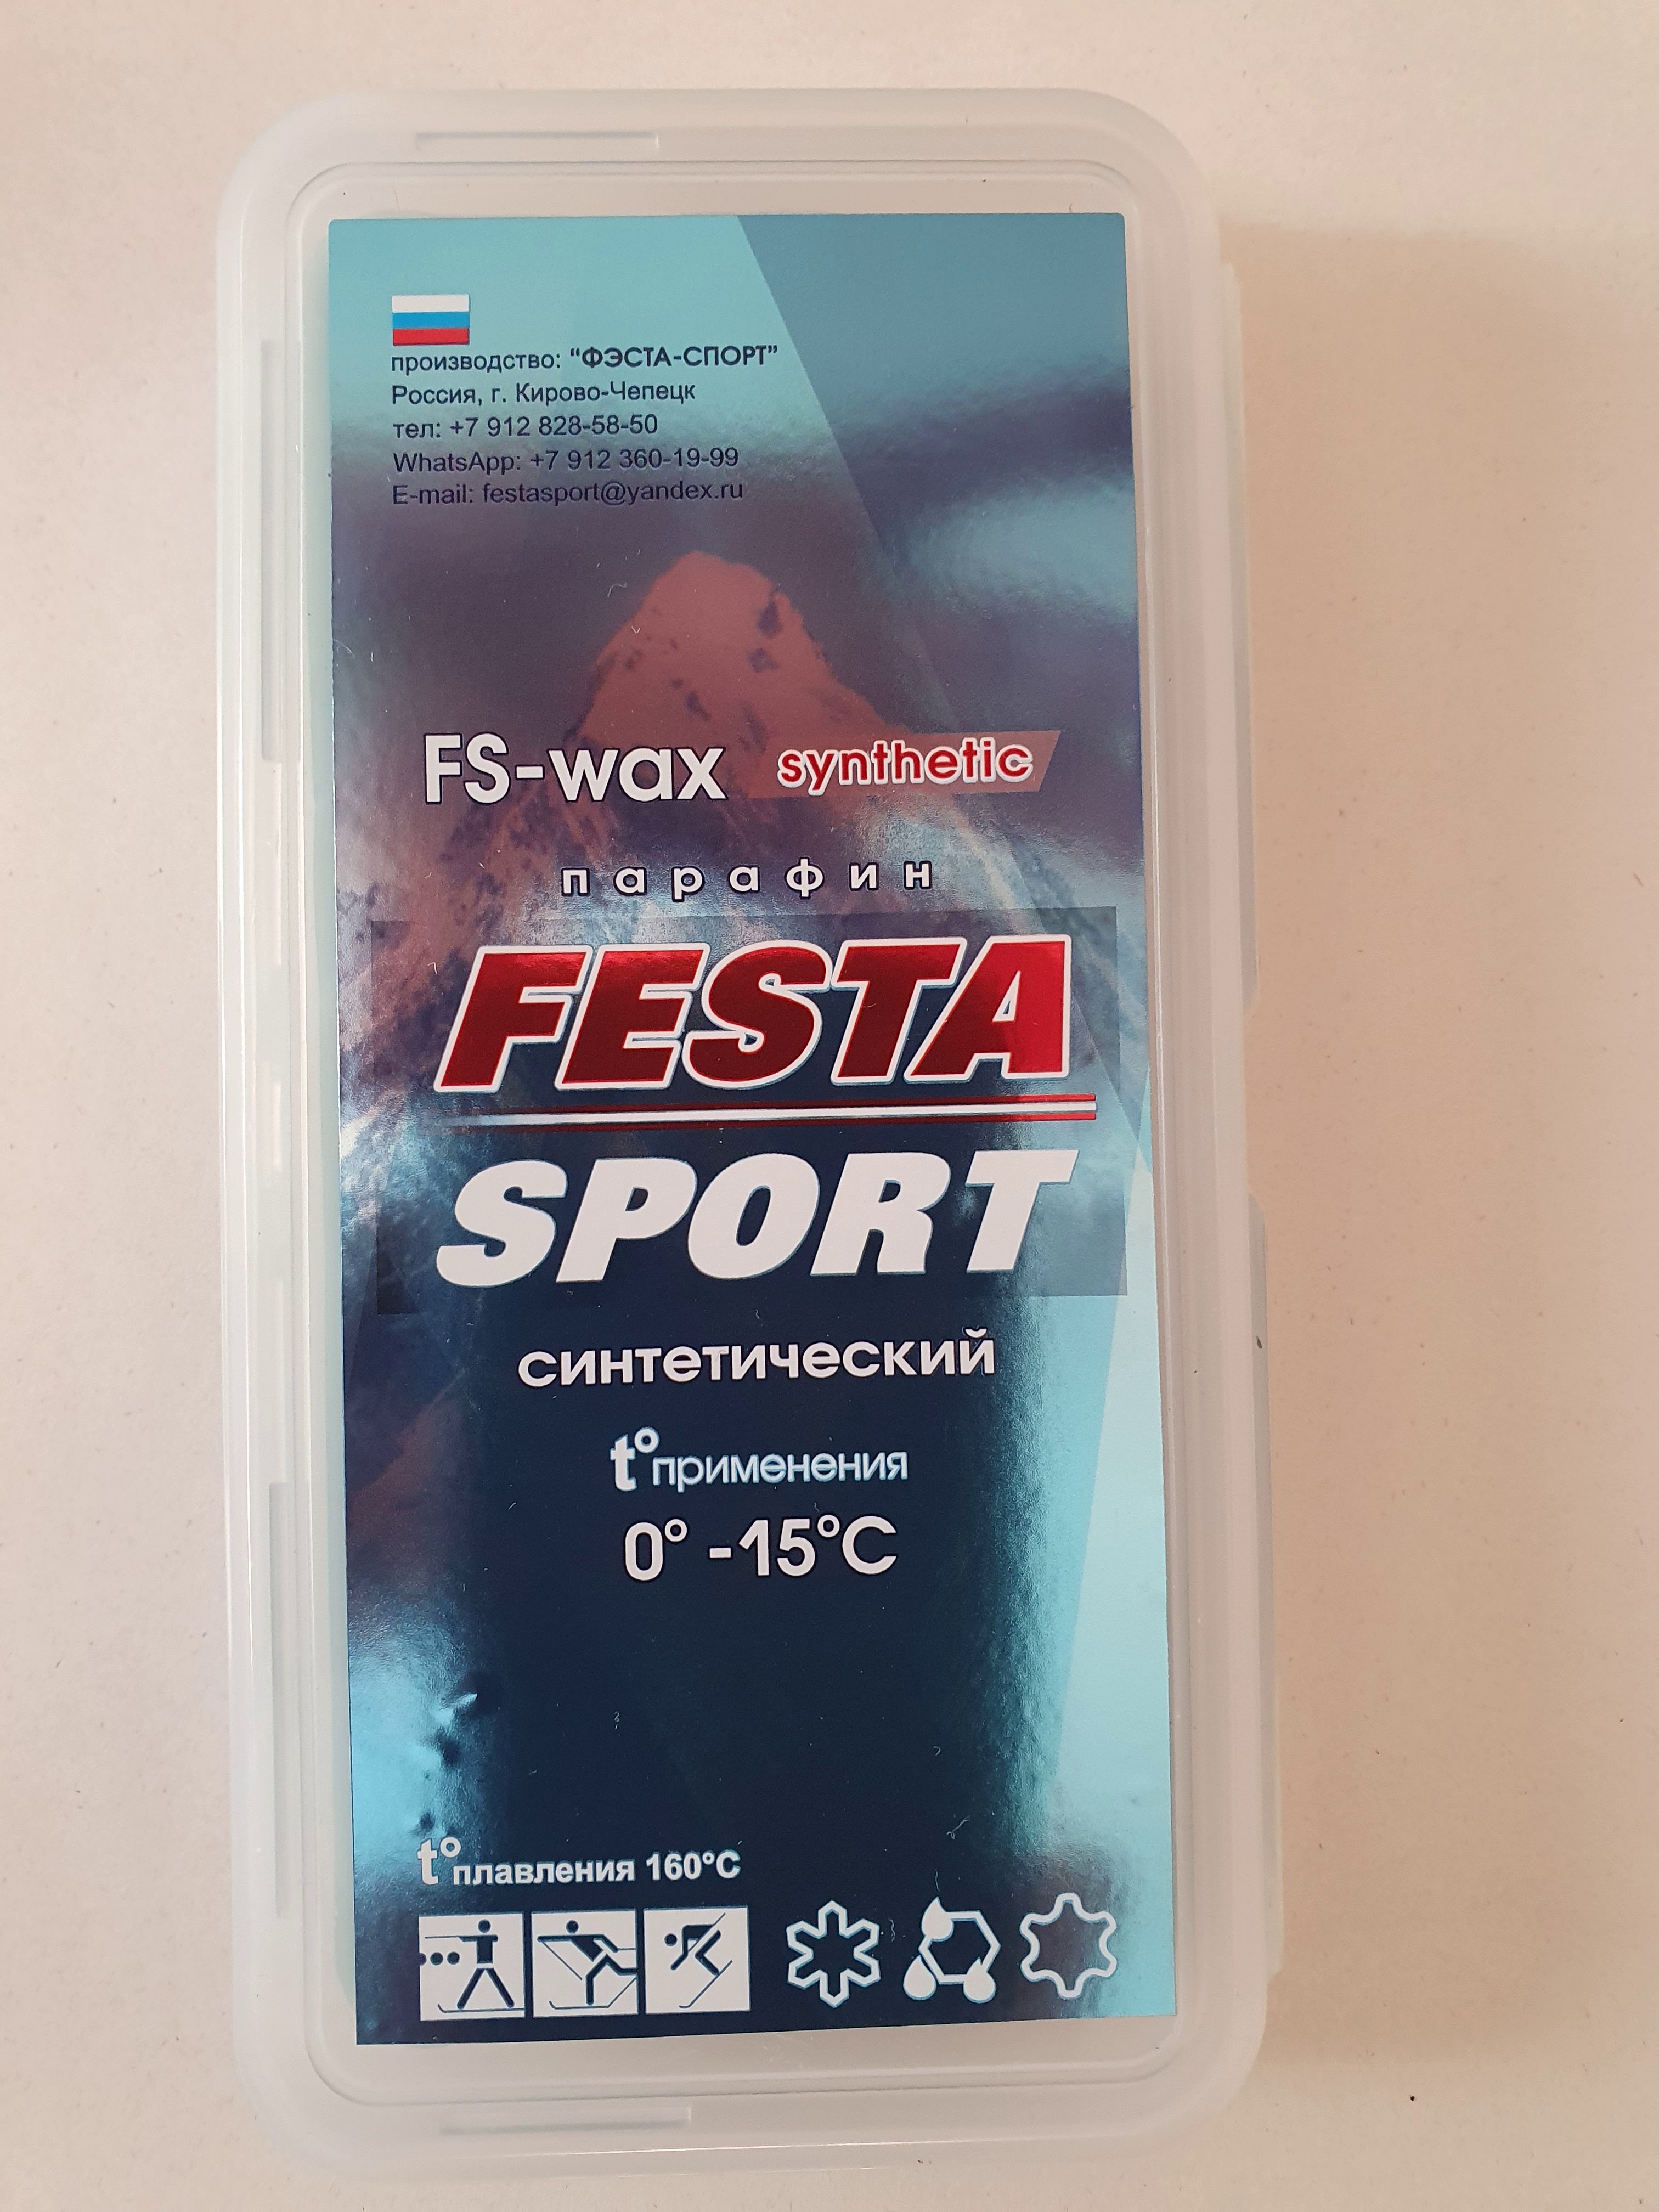 производство: "ФЭСТА-СПОРТ"
Россия, г. Кирово-Чепецк
тел: +7 912 828-58-50
WhatsApp: +7 912 360-19-99
E-mail: festasport@yandex.ru
FS-wax synthetic
парафин
FESTA
SPORT
синтетический
t° применения
0° -15°C
t° плавления 160°C